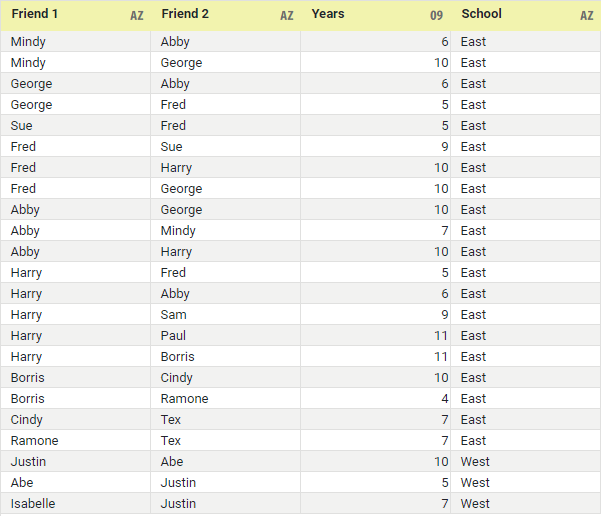 Friend 1 AZ Friend 2 AZ Years 09 School AZ
Mindy Abby 6 East
Mindy George 10 East
George Abby 6 East
George Fred 5 East
Sue Fred 5 East
Fred Sue 9 East
Fred Harry 10 East
Fred George 10 East
Abby George 10 East
Abby Mindy 7 East
Abby Harry 10 East
Harry Fred 5 East
Harry Abby 6 East
Harry Sam 9 East
Harry Paul 11 East
Harry Borris 11 East
Borris Cindy 10 East
Borris Ramone 4 East
Cindy Tex 7 East
Ramone Tex 7 East
Justin Abe 10 West
Abe Justin 5 West
Isabelle Justin 7 West